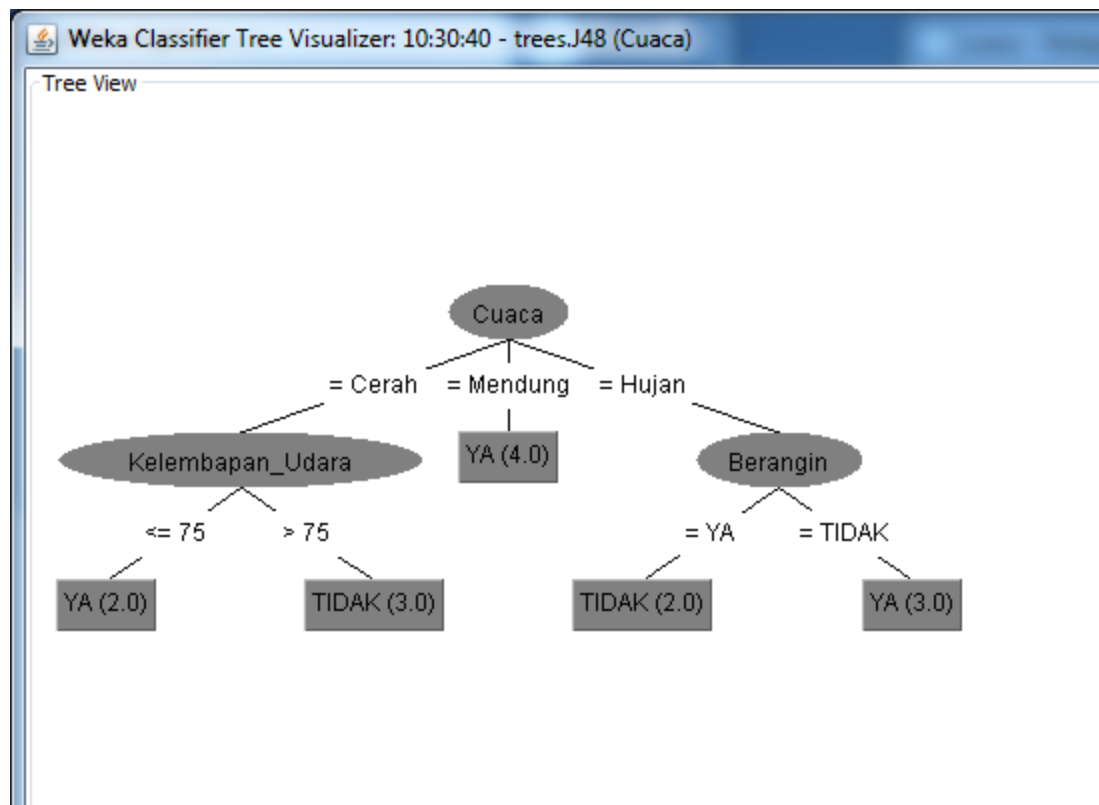 Weka Classifier Tree Visualizer: 10:30:40 - trees.J48 (Cuaca)
Tree View
Cuaca
= Cerah = Mendung = Hujan
Kelembapan_Udara YA (4.0) Berangin
<= 75 > 75 = YA = TIDAK
YA (2.0) TIDAK (3.0) TIDAK (2.0) YA (3.0)